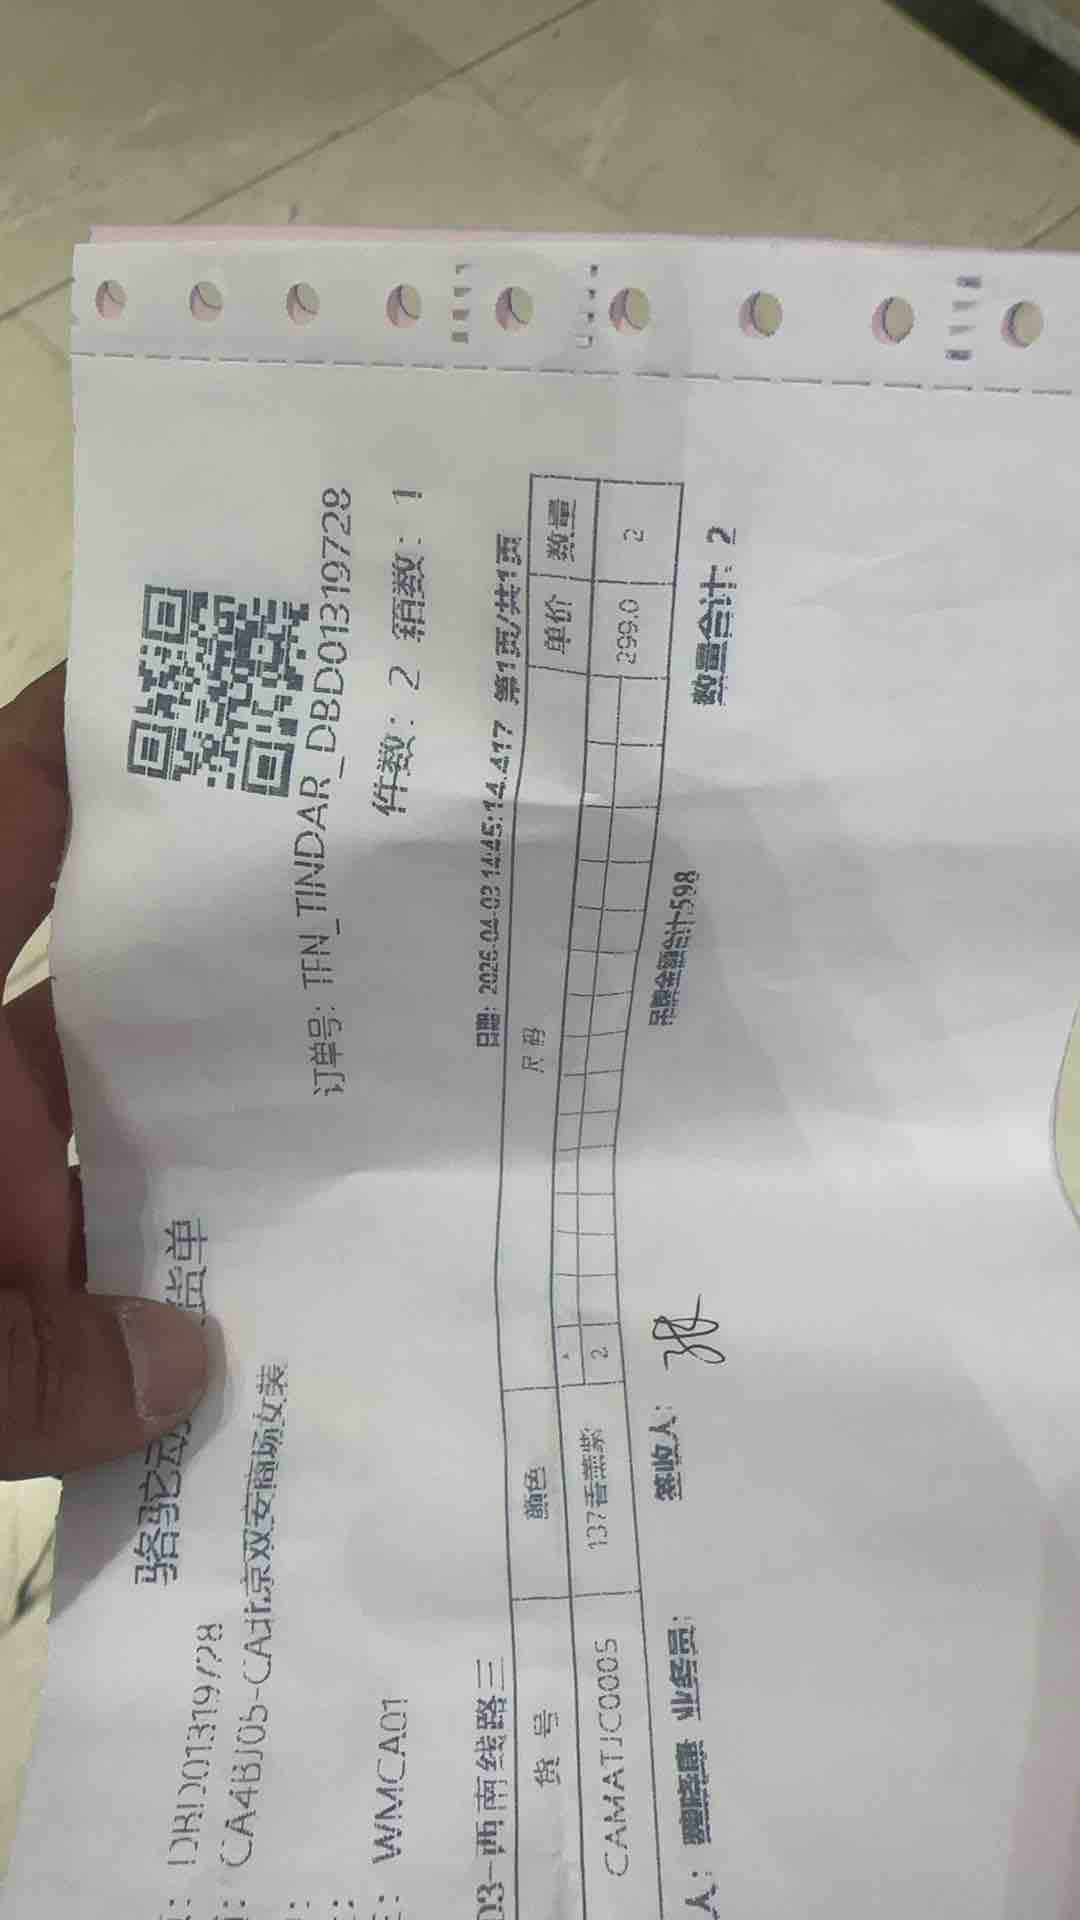 骆驼动
货单
DBD01319728
CA4BJ05-CA北京双安商场女装
订单号: TFN_TINDAR_DBD01319728
WMCA01
件数: 2 箱数: 1
03-西南线路三
日期: 2026-04-03 14:45:14.417 第1页/共1页
货号 颜色 尺码 单价 数量
CAMATJC0005 137香燕紫 2 299.0 2
人:
业务员:
签收人:
吊牌金额合计598
数量合计: 2